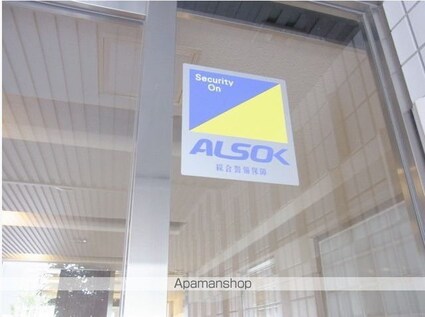 Security
On
ALSOK
綜合警備保障
Apamanshop